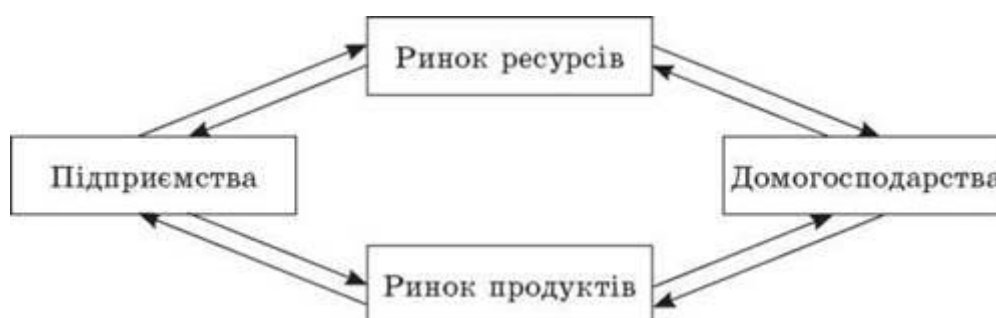 Ринок ресурсів
Підприємства
Домогосподарства
Ринок продуктів